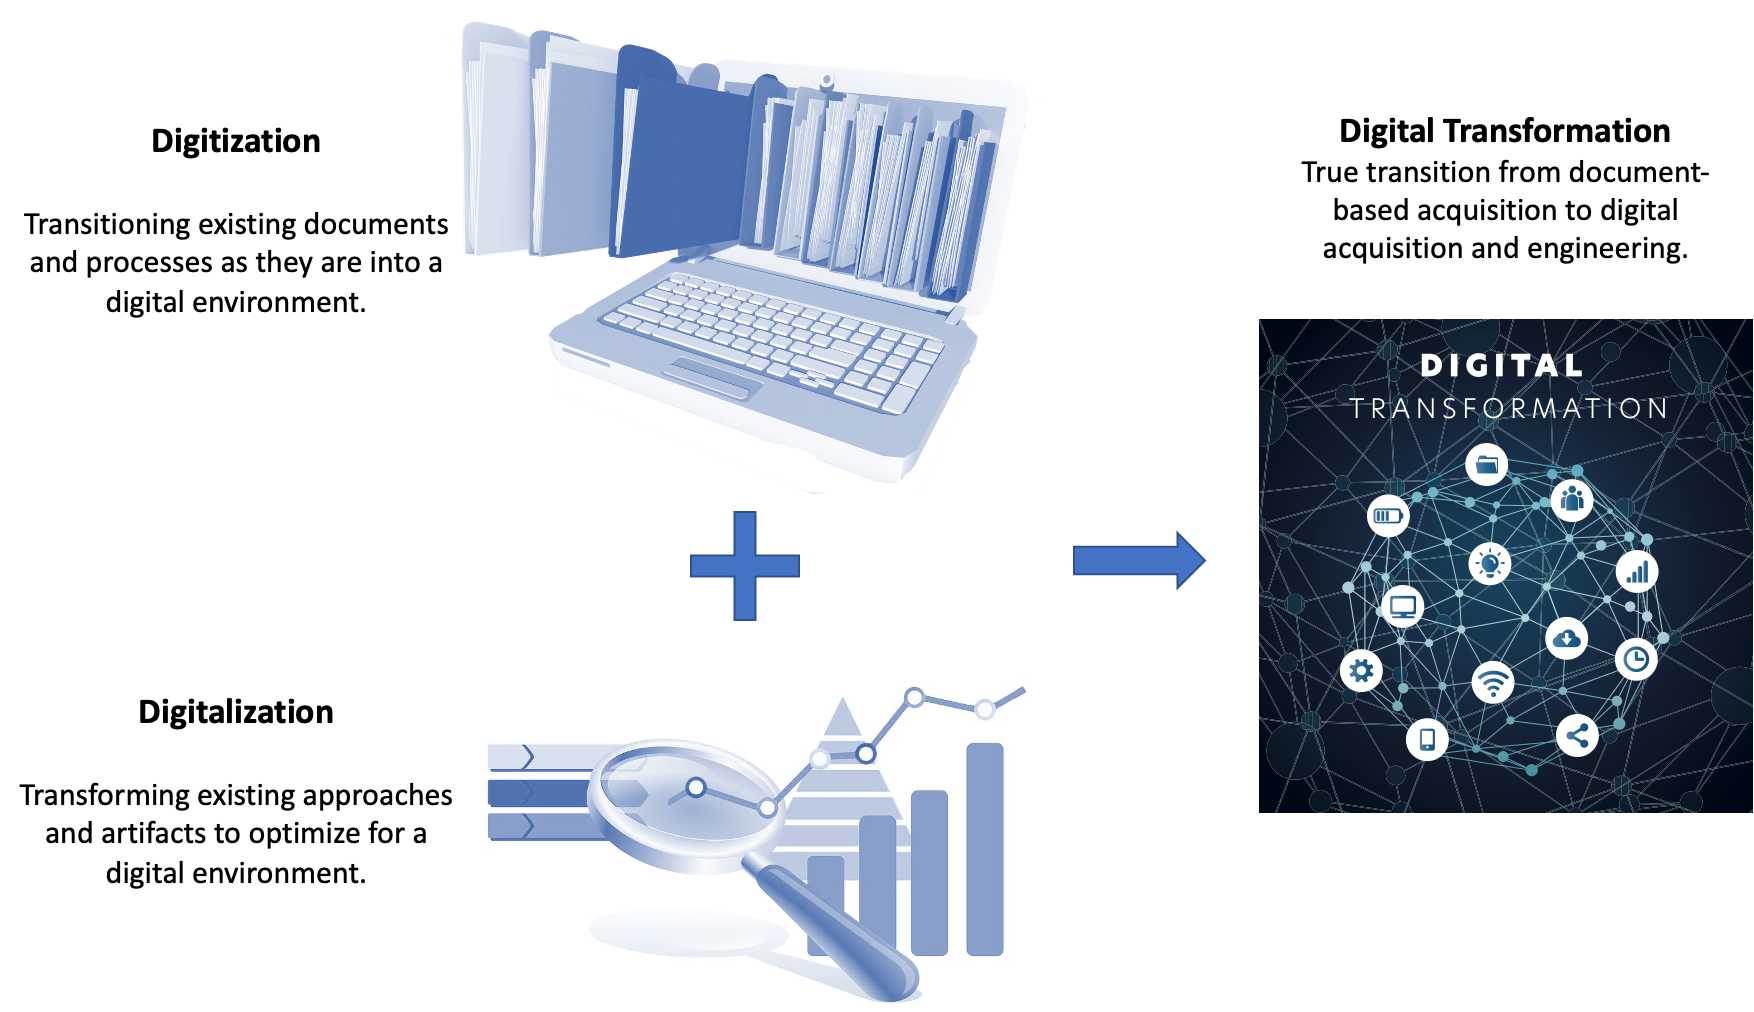 Digitization
Transitioning existing documents
and processes as they are into a
digital environment.
Digitalization
Transforming existing approaches
and artifacts to optimize for a
digital environment.
Digital Transformation
True transition from document-
based acquisition to digital
acquisition and engineering.
DIGITAL
TRANSFORMATION